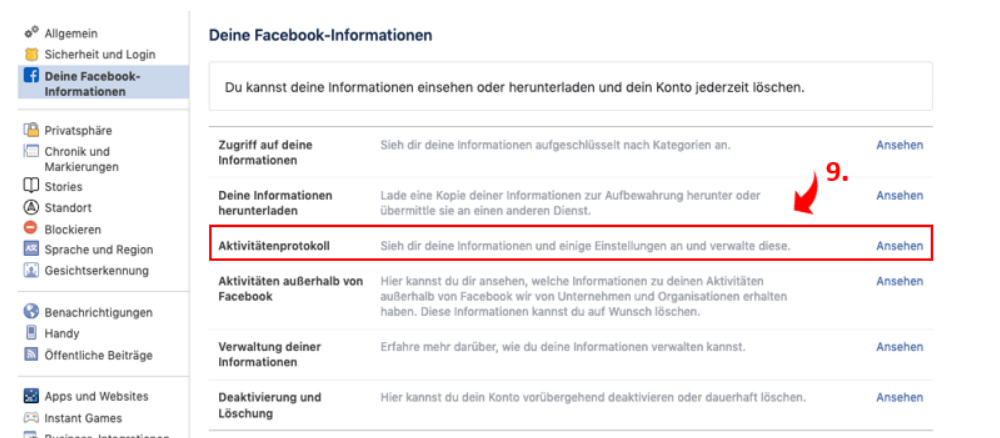 Allgemein
Sicherheit und Login
Deine Facebook-
Informationen
Privatsphäre
Chronik und
Markierungen
Stories
Standort
Blockieren
Sprache und Region
Gesichtserkennung
Benachrichtigungen
Handy
Öffentliche Beiträge
Apps und Websites
Instant Games
Business-Integrationen
Deine Facebook-Informationen
Du kannst deine Informationen einsehen oder herunterladen und dein Konto jederzeit löschen.
Zugriff auf deine
Informationen
Sieh dir deine Informationen aufgeschlüsselt nach Kategorien an.
Ansehen
9.
Deine Informationen
herunterladen
Lade eine Kopie deiner Informationen zur Aufbewahrung herunter oder
übermittle sie an einen anderen Dienst.
Ansehen
Aktivitätenprotokoll
Sieh dir deine Informationen und einige Einstellungen an und verwalte diese.
Ansehen
Aktivitäten außerhalb von
Facebook
Hier kannst du dir ansehen, welche Informationen zu deinen Aktivitäten
außerhalb von Facebook wir von Unternehmen und Organisationen erhalten
haben. Diese Informationen kannst du auf Wunsch löschen.
Ansehen
Verwaltung deiner
Informationen
Erfahre mehr darüber, wie du deine Informationen verwalten kannst.
Ansehen
Deaktivierung und
Löschung
Hier kannst du dein Konto vorübergehend deaktivieren oder dauerhaft löschen.
Ansehen